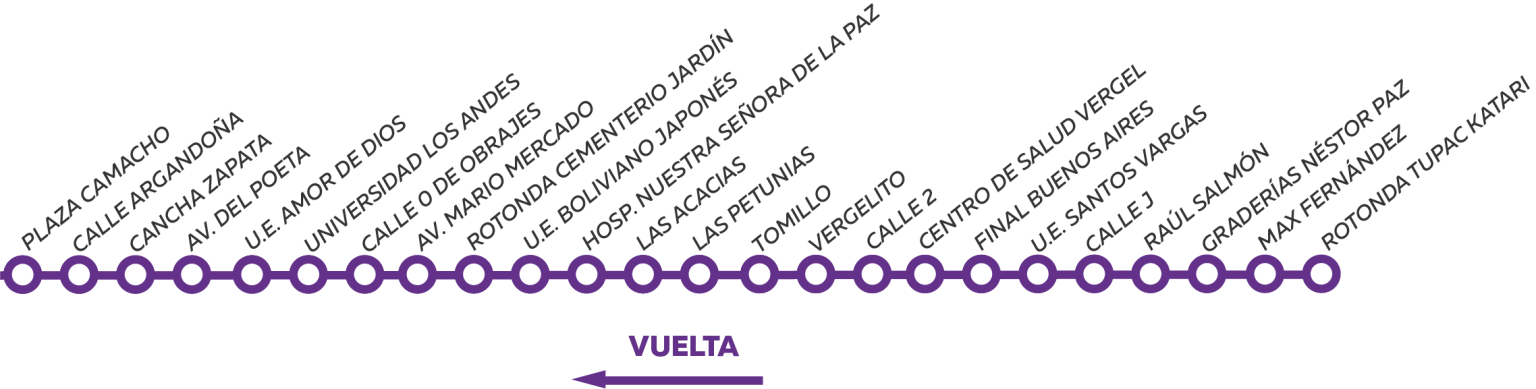 PLAZA CAMACHO
CALLE ARGANDOÑA
CANCHA ZAPATA
AV. DEL POETA
U.E. AMOR DE DIOS
UNIVERSIDAD LOS ANDES
CALLE 0 DE OBRAJES
AV. MARIO MERCADO
ROTONDA CEMENTERIO JARDÍN
U.E. BOLIVIANO JAPONÉS
HOSP. NUESTRA SEÑORA DE LA PAZ
LAS ACACIAS
LAS PETUNIAS
TOMILLO
VERGELITO
CALLE 2
CENTRO DE SALUD VERGEL
FINAL BUENOS AIRES
U.E. SANTOS VARGAS
CALLE J
RAÚL SALMÓN
GRADERÍAS NÉSTOR PAZ
MAX FERNÁNDEZ
ROTONDA TUPAC KATARI
VUELTA